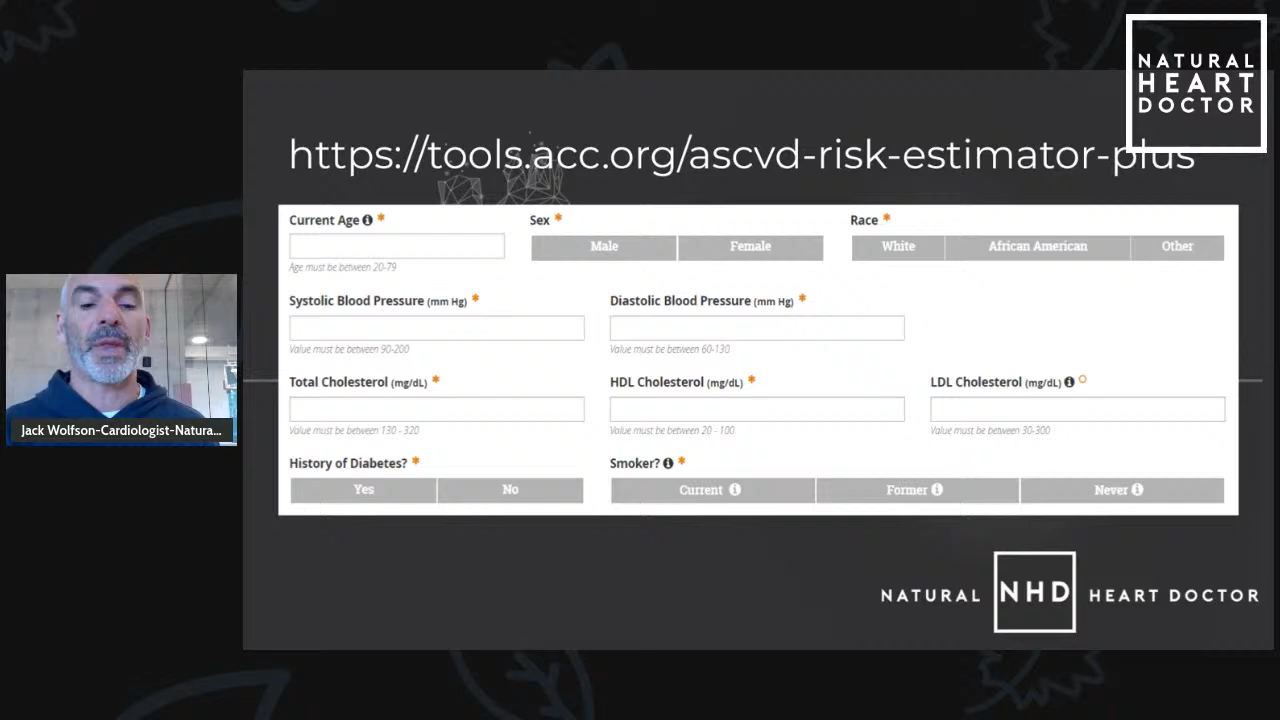 NATURAL
HEART
DOCTOR
https://tools.acc.org/ascvd-risk-estimator-plus
Current Age * Sex * Race *
Male Female White African American Other
Age must be between 20-79
Systolic Blood Pressure (mm Hg) * Diastolic Blood Pressure (mm Hg) *
Value must be between 90-200 Value must be between 60-130
Total Cholesterol (mg/dL) * HDL Cholesterol (mg/dL) * LDL Cholesterol (mg/dL)
Value must be between 130 - 320 Value must be between 20 - 100 Value must be between 30-300
Jack Wolfson-Cardiologist-Natura...
History of Diabetes? * Smoker? *
Yes No Current Former Never
NATURAL NHD HEART DOCTOR